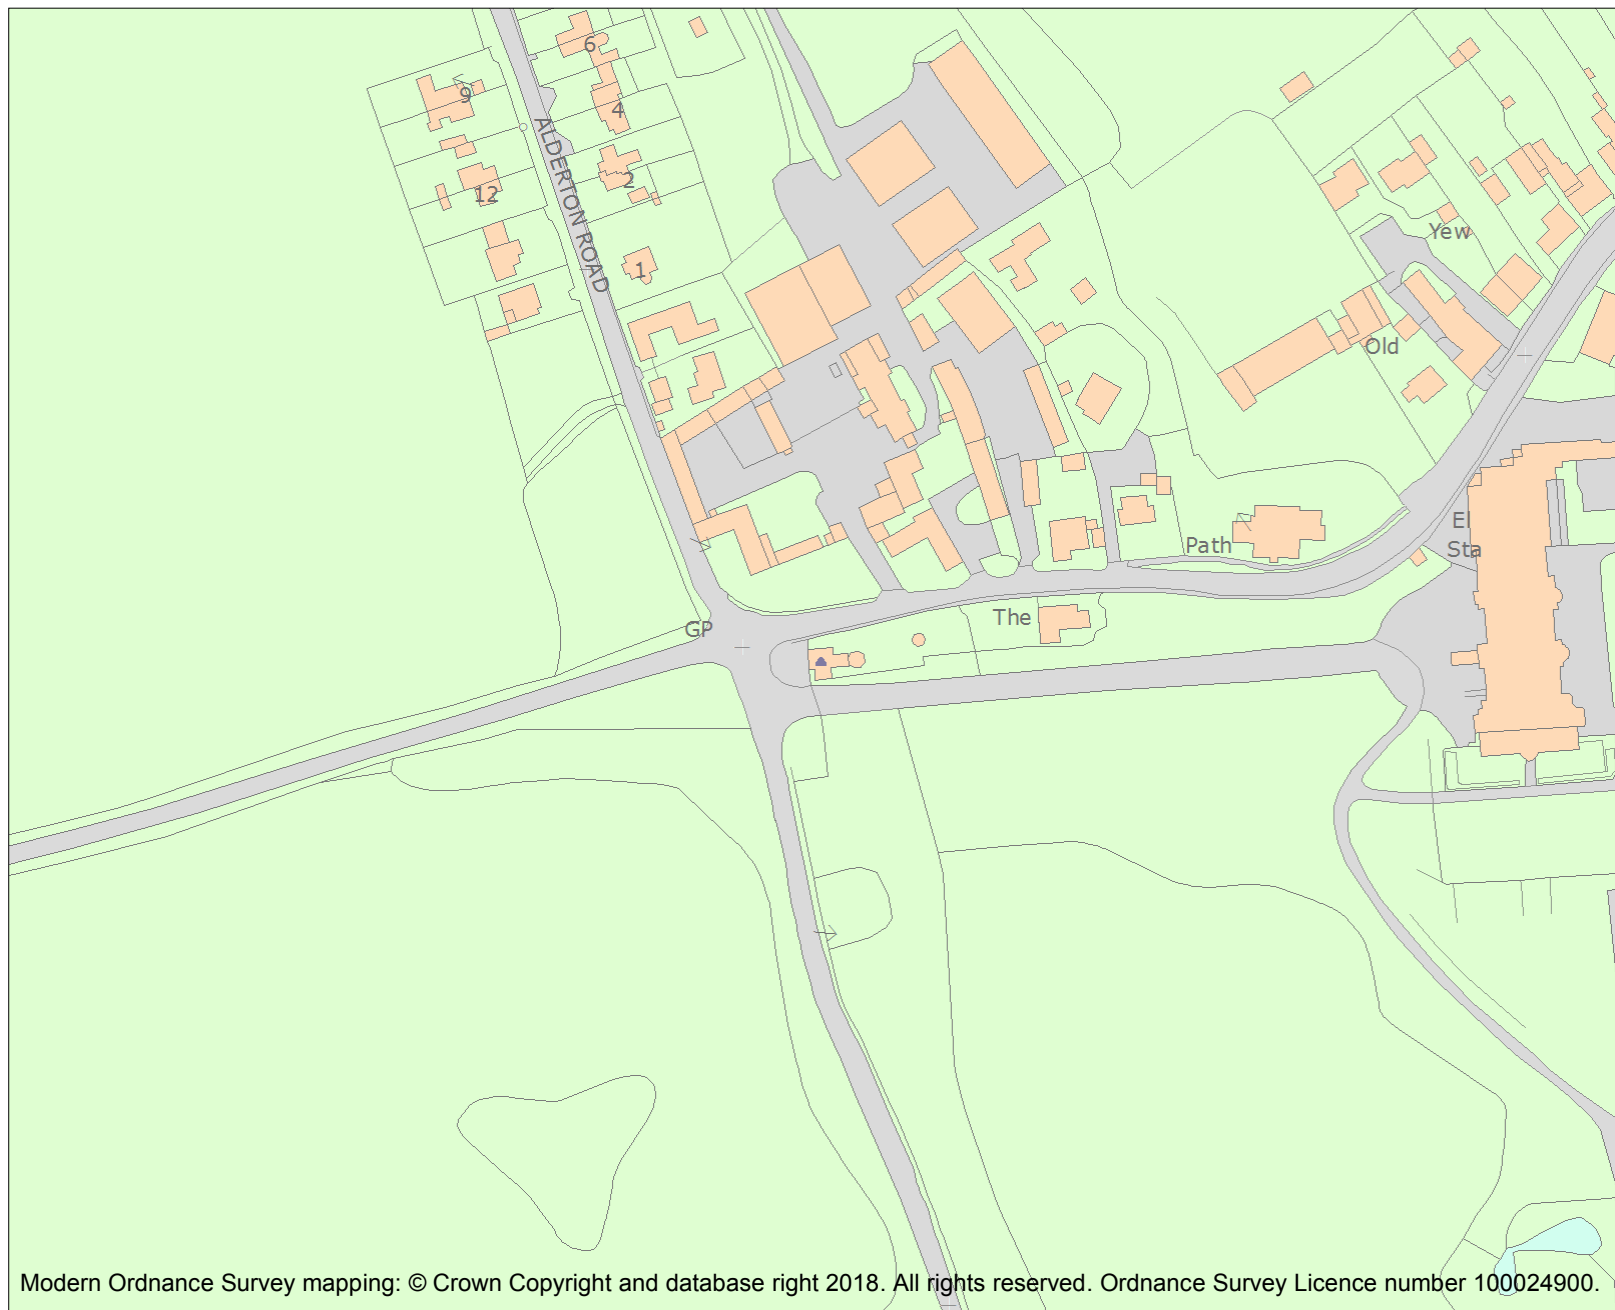 6
9
4
ALDERTON ROAD
12
2
1
Yew
Old
El
Sta
Path
The
GP
Modern Ordnance Survey mapping: © Crown Copyright and database right 2018. All rights reserved. Ordnance Survey Licence number 100024900.